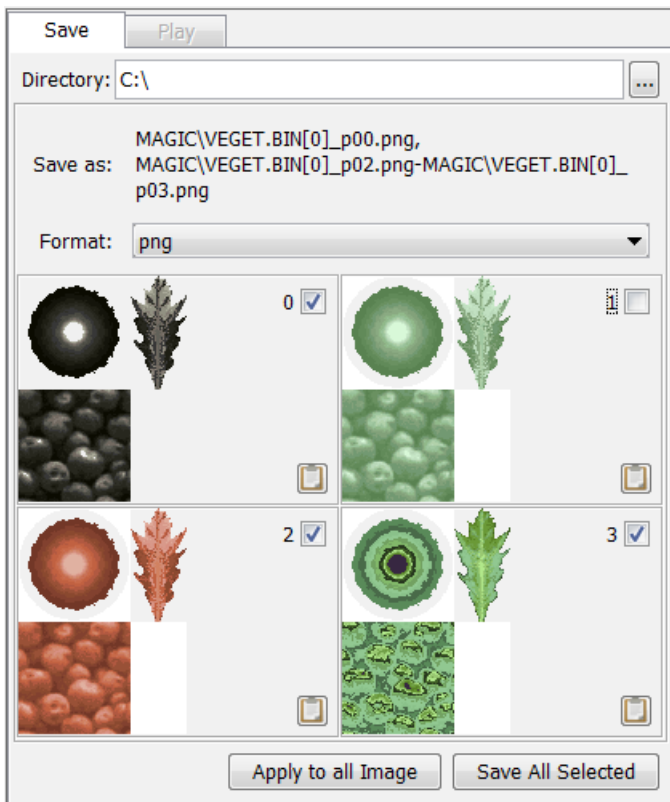 Save Play
Directory: C:\ ...
Save as: MAGIC\VEGET.BIN[0]_p00.png,
MAGIC\VEGET.BIN[0]_p02.png-MAGIC\VEGET.BIN[0]_
p03.png
Format: png
0 1
2 3
Apply to all Image Save All Selected